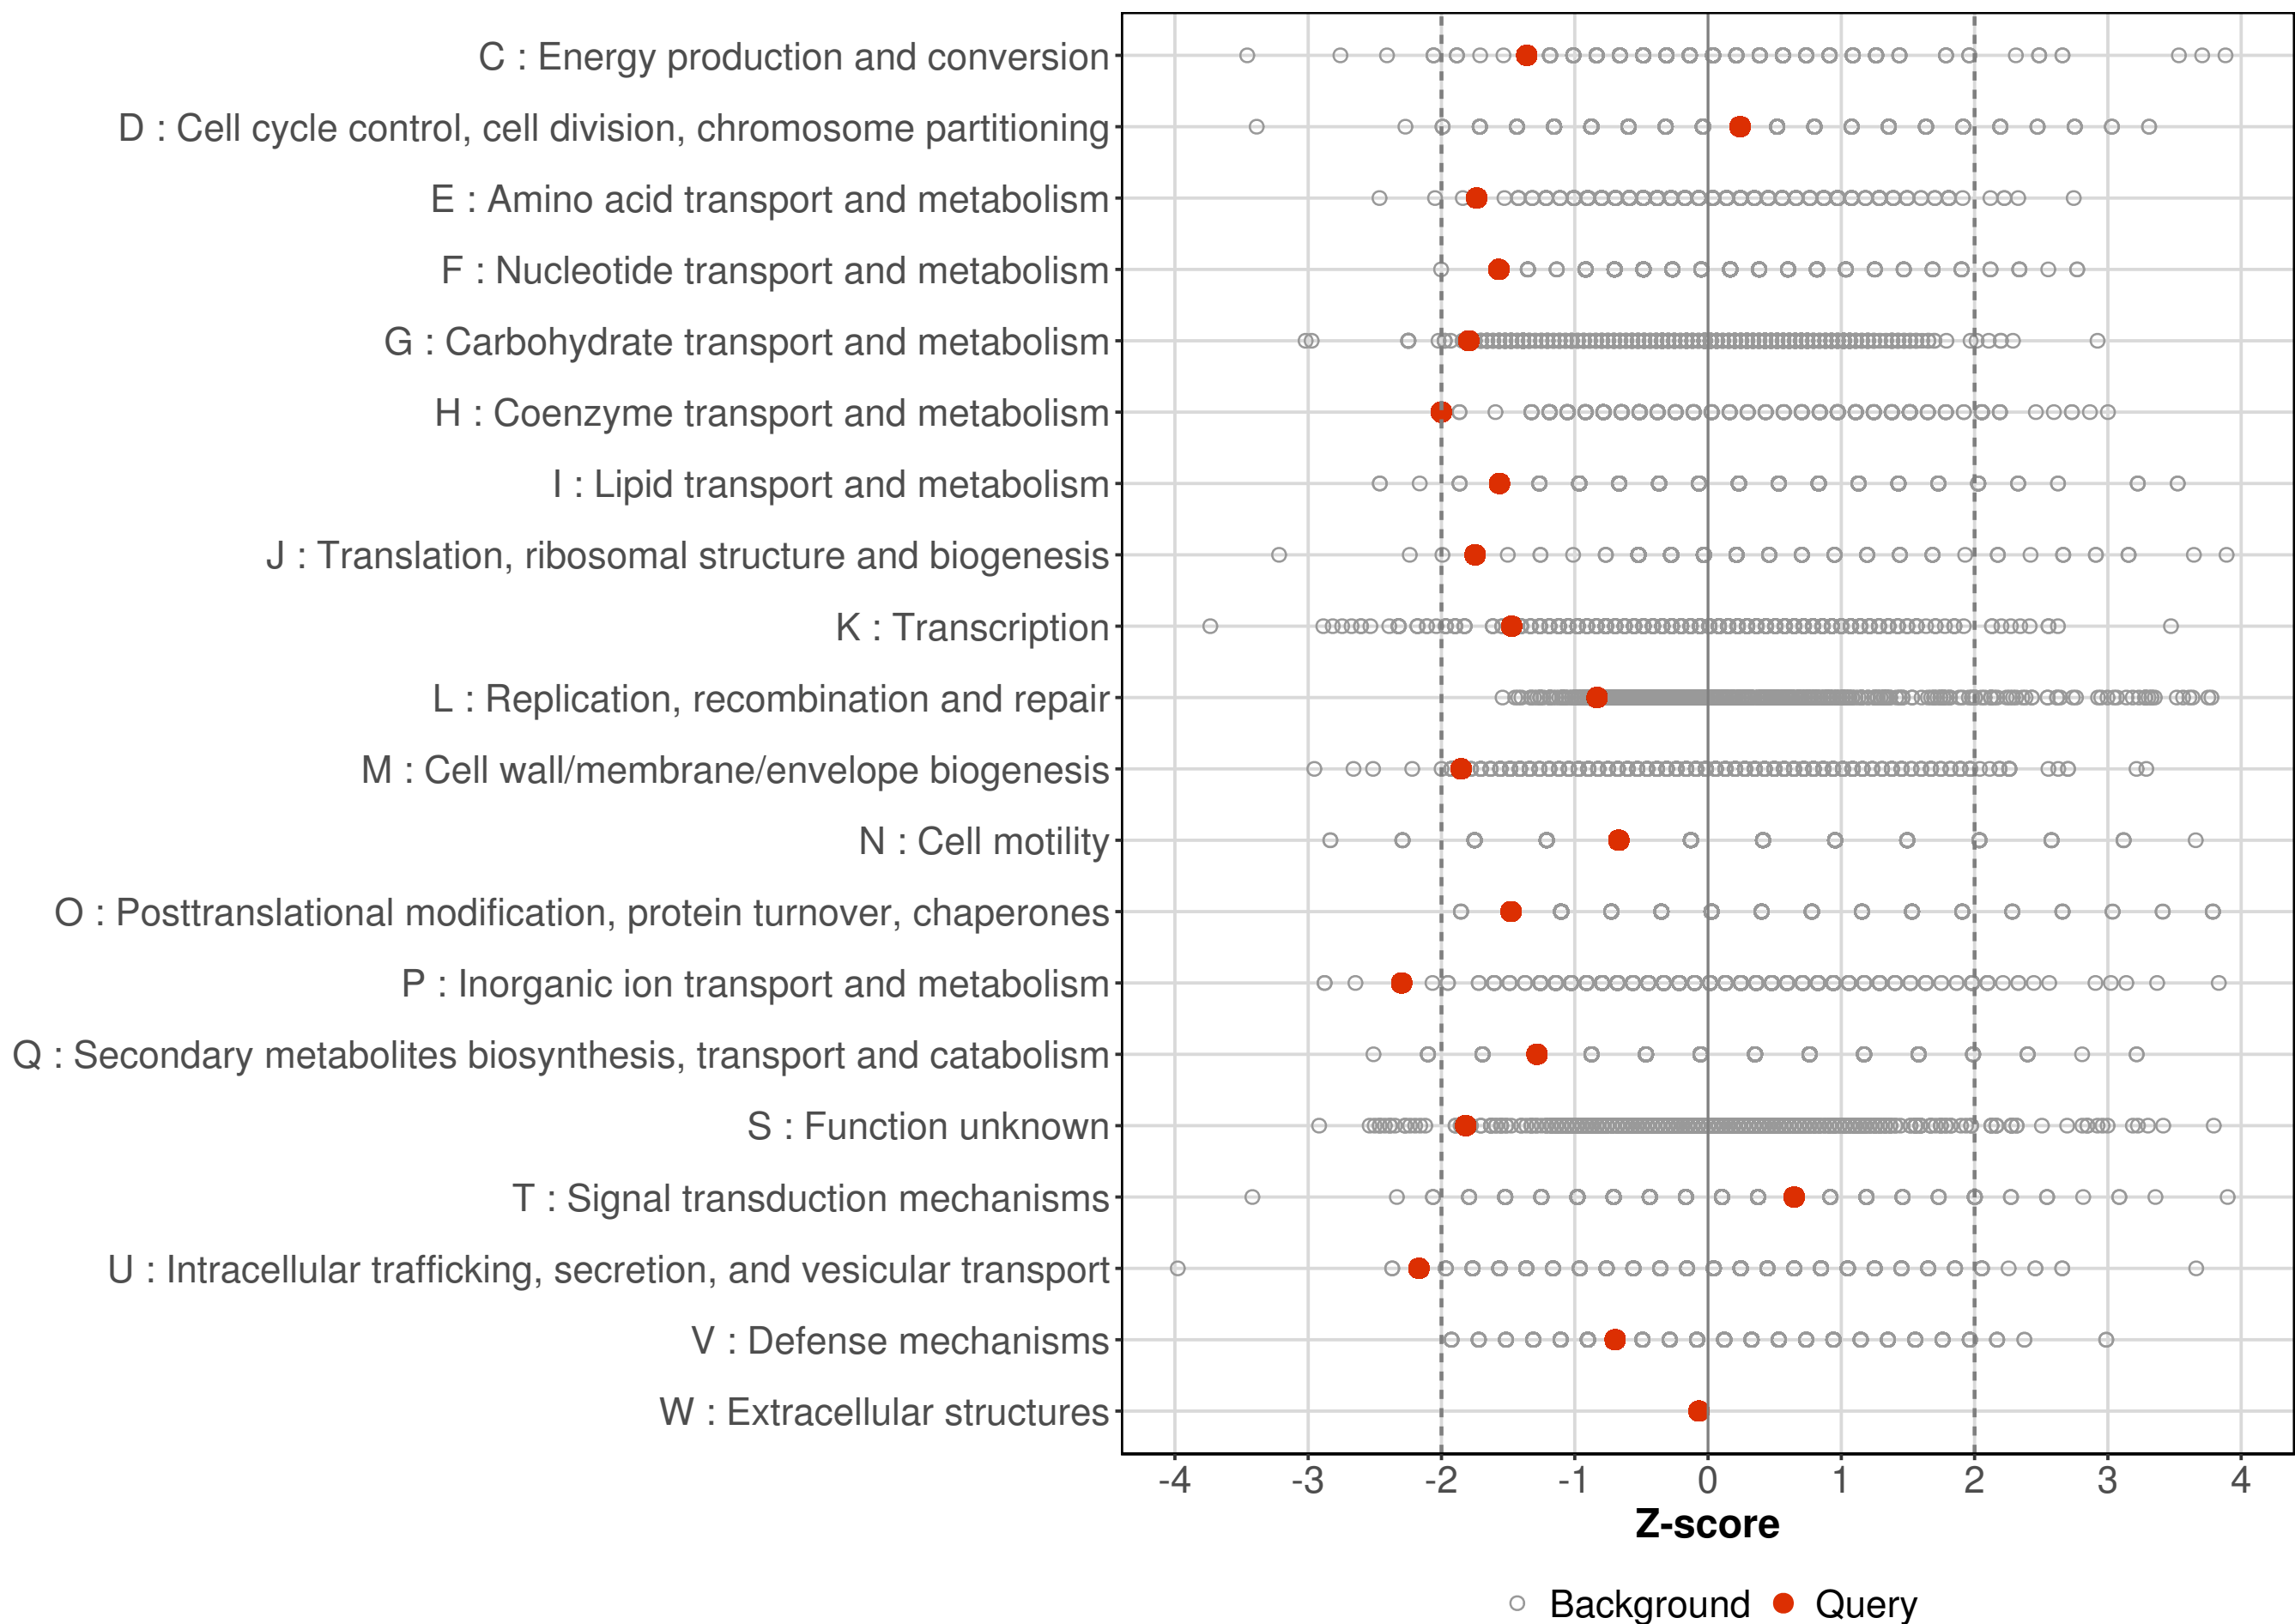 C : Energy production and conversion
D : Cell cycle control, cell division, chromosome partitioning
E : Amino acid transport and metabolism
F : Nucleotide transport and metabolism
G : Carbohydrate transport and metabolism
H : Coenzyme transport and metabolism
I : Lipid transport and metabolism
J : Translation, ribosomal structure and biogenesis
K : Transcription
L : Replication, recombination and repair
M : Cell wall/membrane/envelope biogenesis
N : Cell motility
O : Posttranslational modification, protein turnover, chaperones
P : Inorganic ion transport and metabolism
Q : Secondary metabolites biosynthesis, transport and catabolism
S : Function unknown
T : Signal transduction mechanisms
U : Intracellular trafficking, secretion, and vesicular transport
V : Defense mechanisms
W : Extracellular structures
-4 -3 -2 -1 0 1 2 3 4
Z-score
Background Query